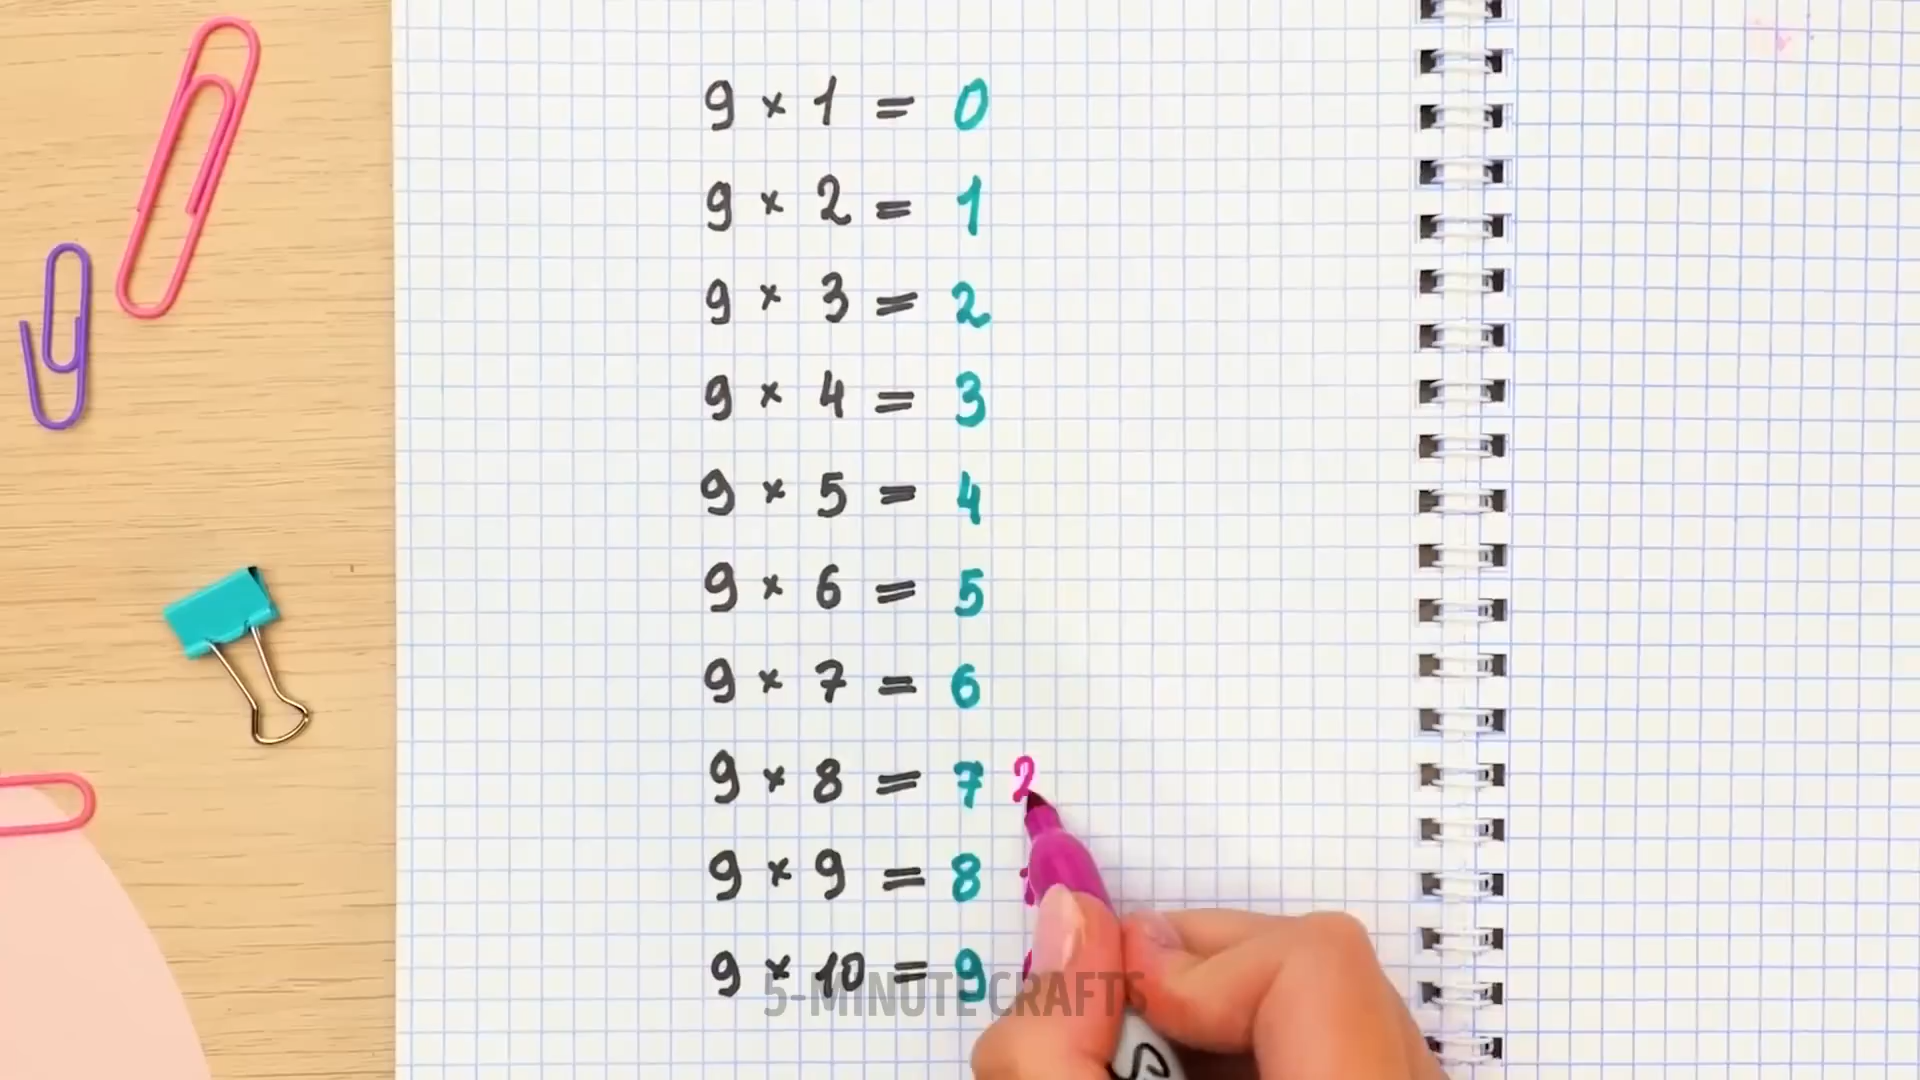 9 × 1 = 0
9 × 2 = 1
9 × 3 = 2
9 × 4 = 3
9 × 5 = 4
9 × 6 = 5
9 × 7 = 6
9 × 8 = 7 2
9 × 9 = 8
9 × 10 = 9
5-MINUTE CRAFTS